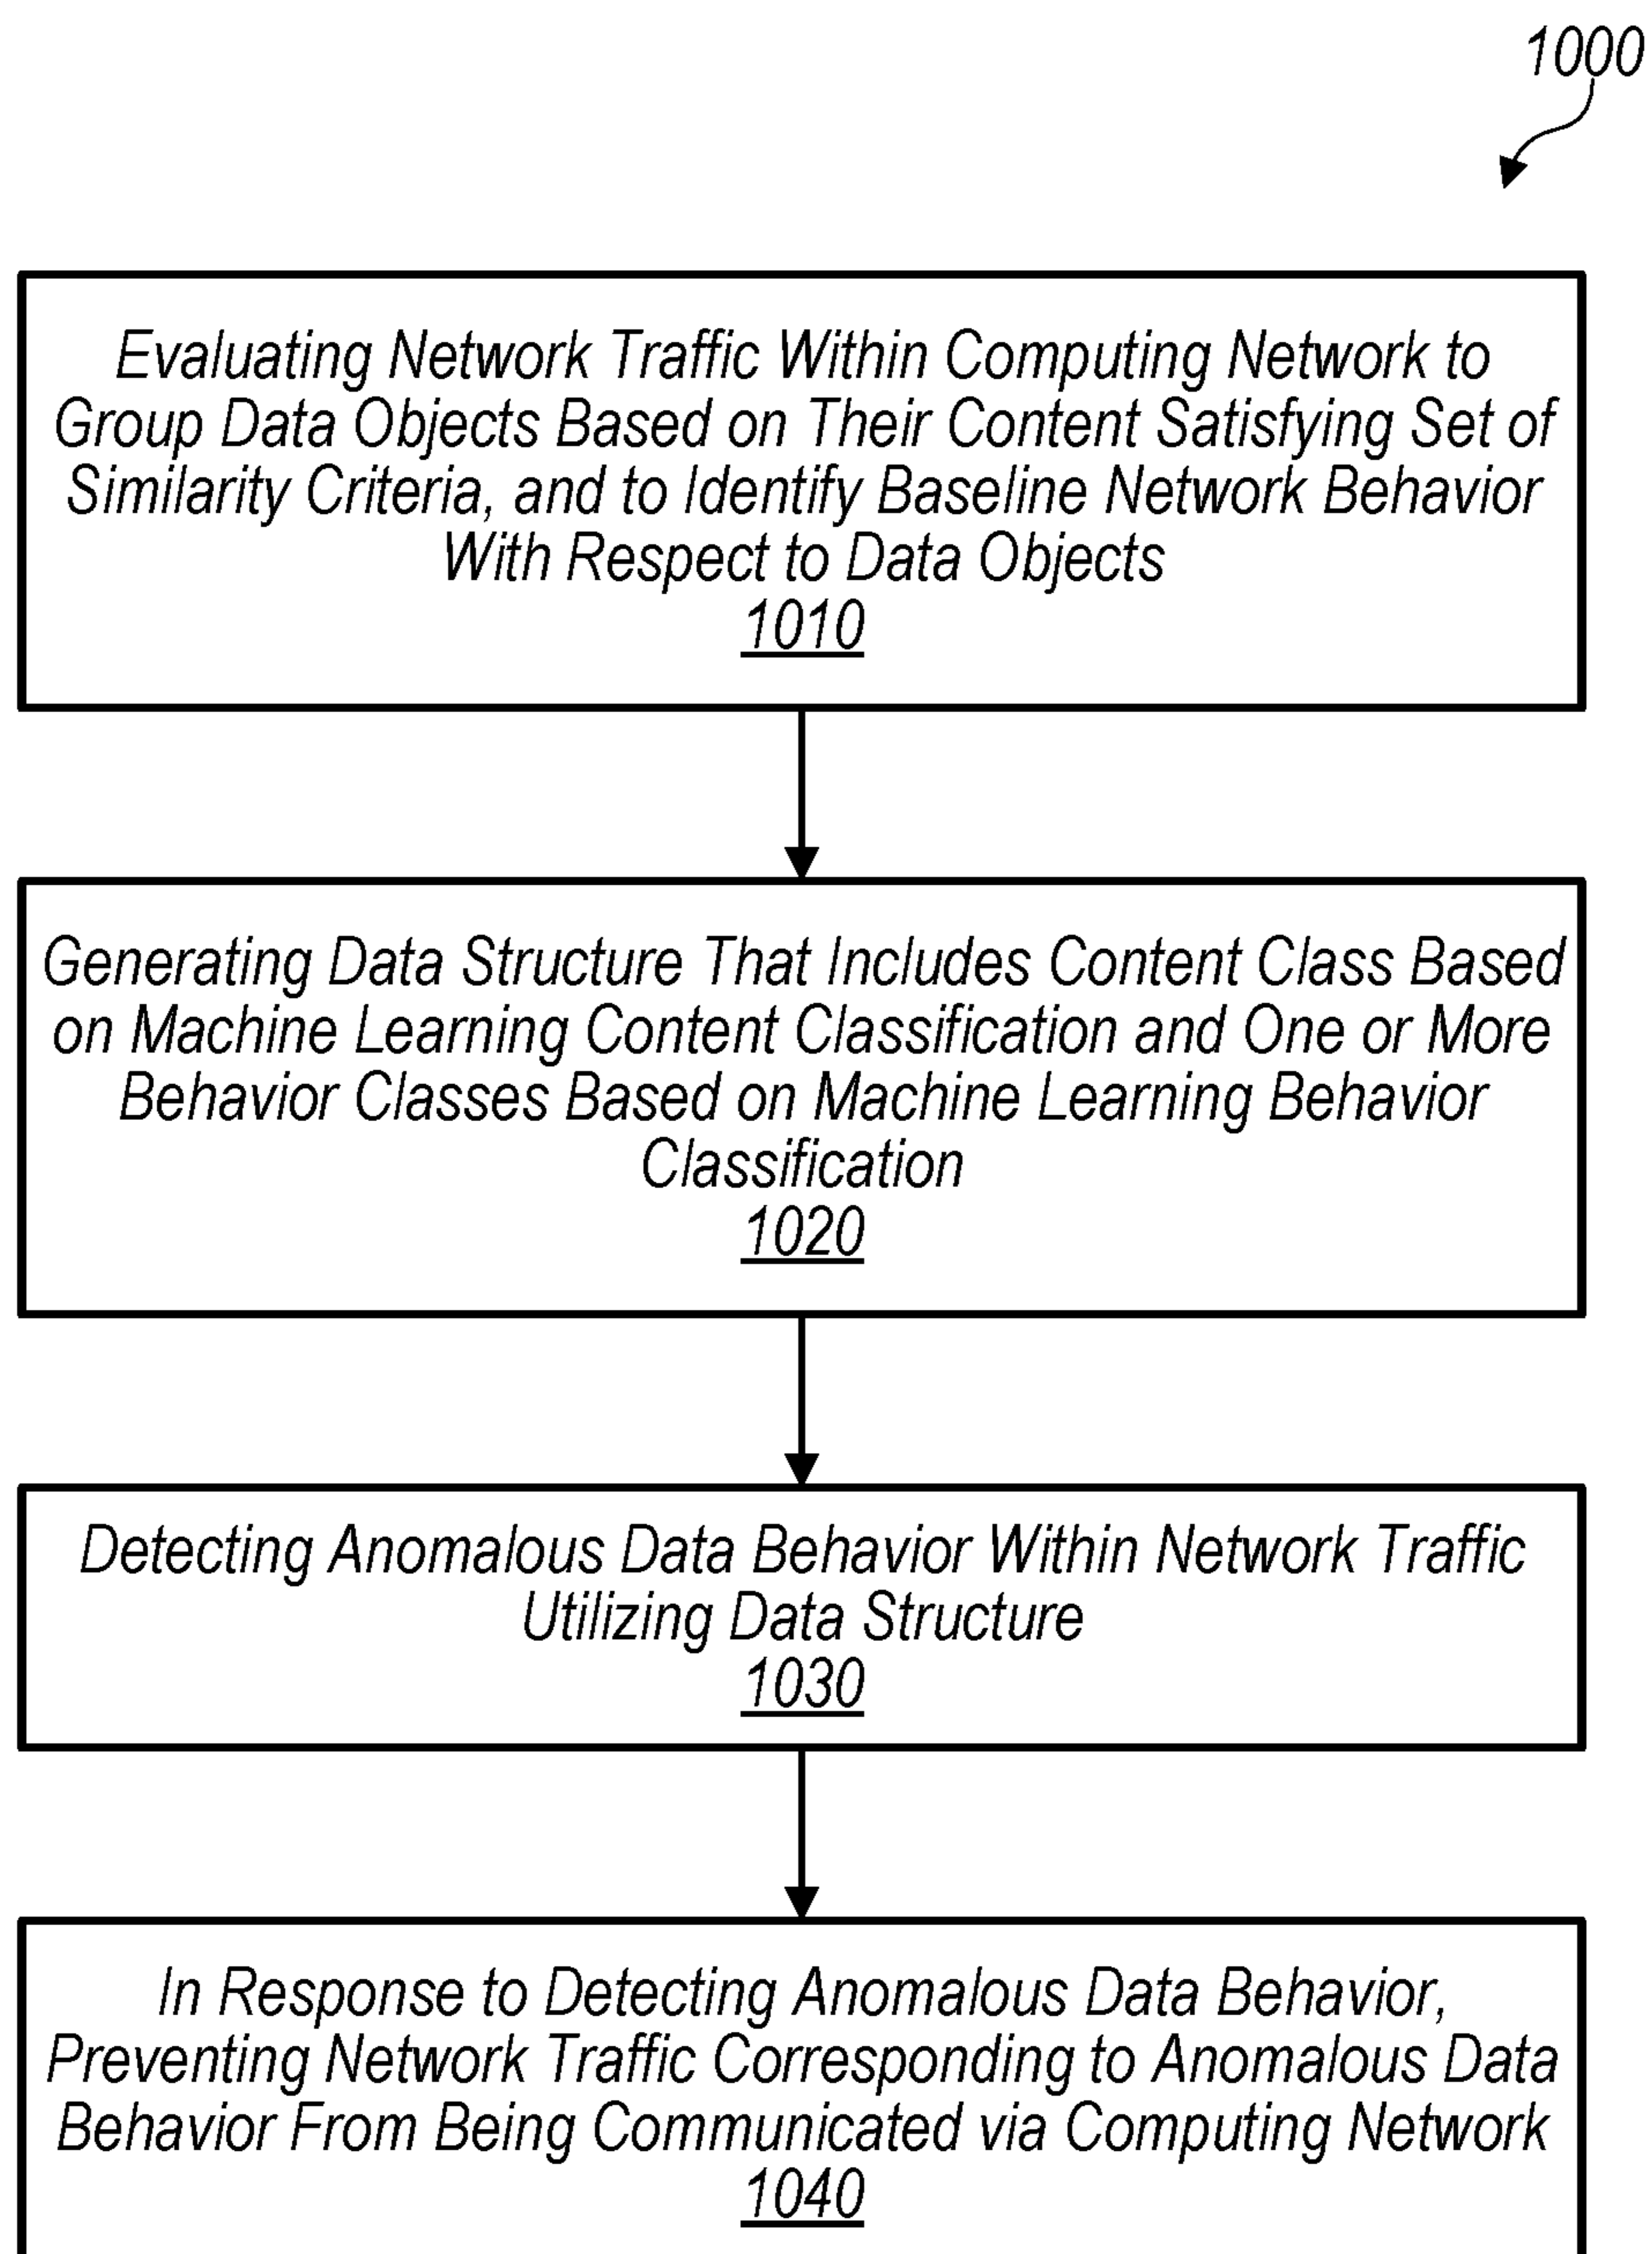 1000
Evaluating Network Traffic Within Computing Network to
Group Data Objects Based on Their Content Satisfying Set of
Similarity Criteria, and to Identify Baseline Network Behavior
With Respect to Data Objects
1010
Generating Data Structure That Includes Content Class Based
on Machine Learning Content Classification and One or More
Behavior Classes Based on Machine Learning Behavior
Classification
1020
Detecting Anomalous Data Behavior Within Network Traffic
Utilizing Data Structure
1030
In Response to Detecting Anomalous Data Behavior,
Preventing Network Traffic Corresponding to Anomalous Data
Behavior From Being Communicated via Computing Network
1040